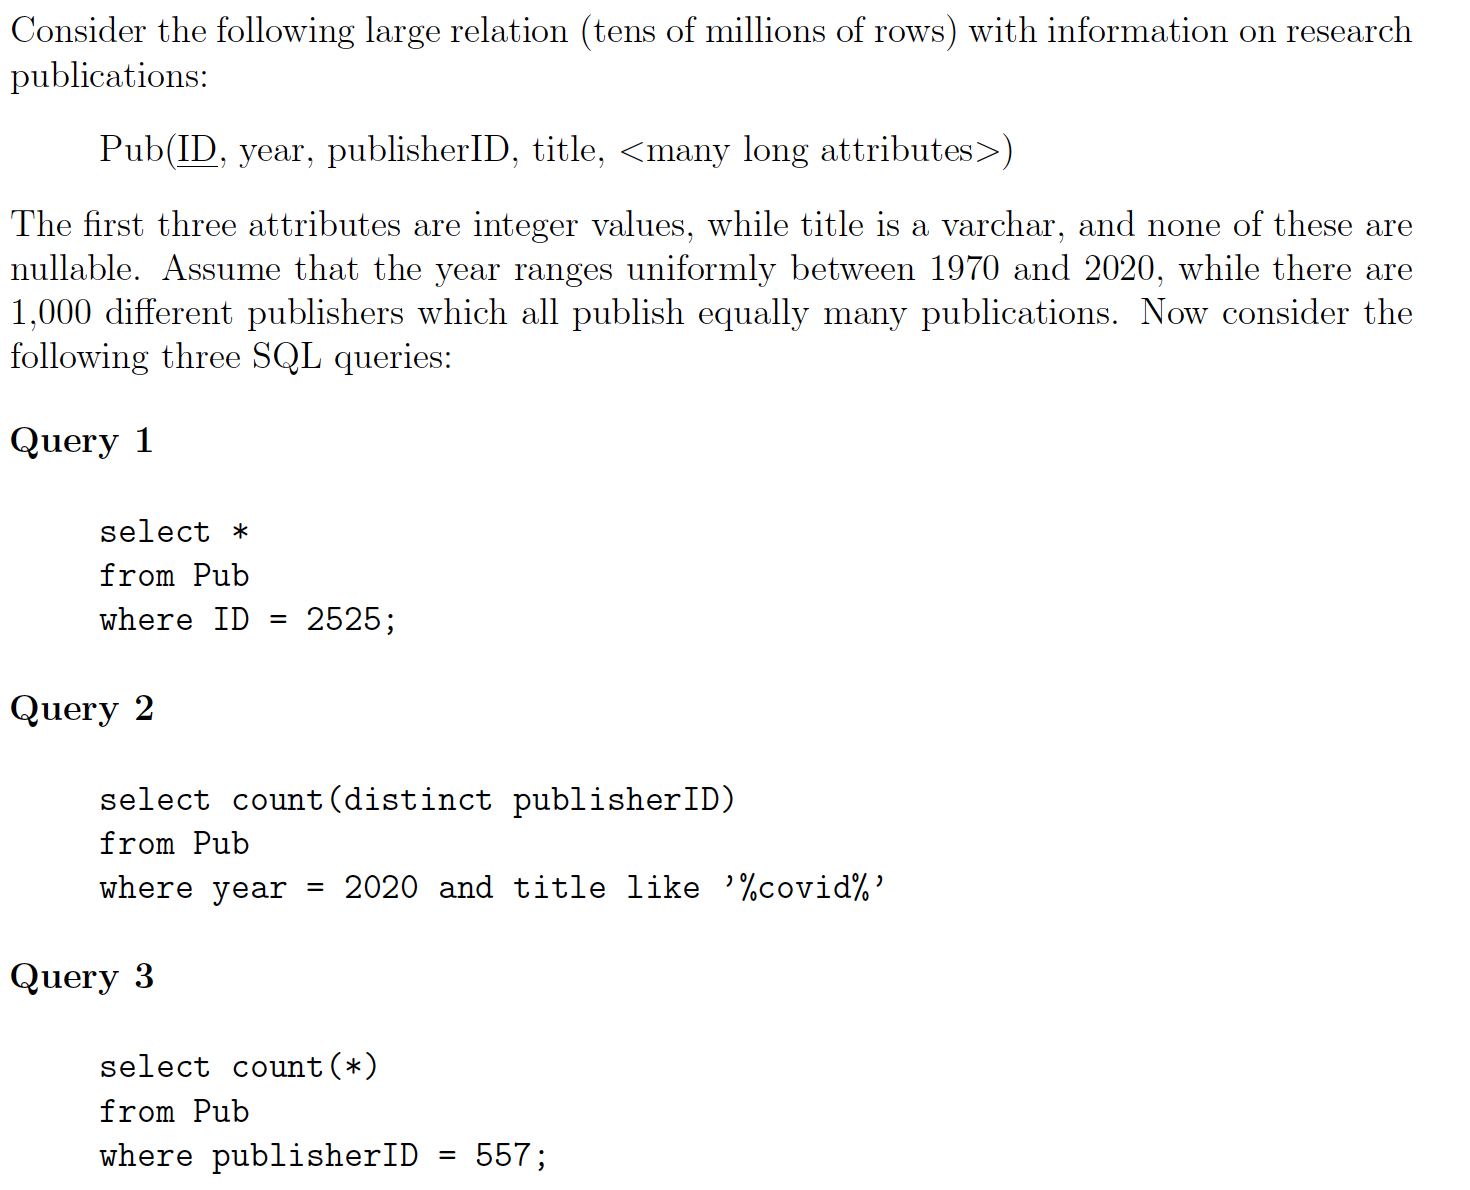 Consider the following large relation (tens of millions of rows) with information on research
publications:
Pub(ID, year, publisherID, title, <many long attributes>)
The first three attributes are integer values, while title is a varchar, and none of these are
nullable. Assume that the year ranges uniformly between 1970 and 2020, while there are
1,000 different publishers which all publish equally many publications. Now consider the
following three SQL queries:
Query 1
select *
from Pub
where ID = 2525;
Query 2
select count(distinct publisherID)
from Pub
where year = 2020 and title like ’%covid%’
Query 3
select count(*)
from Pub
where publisherID = 557;